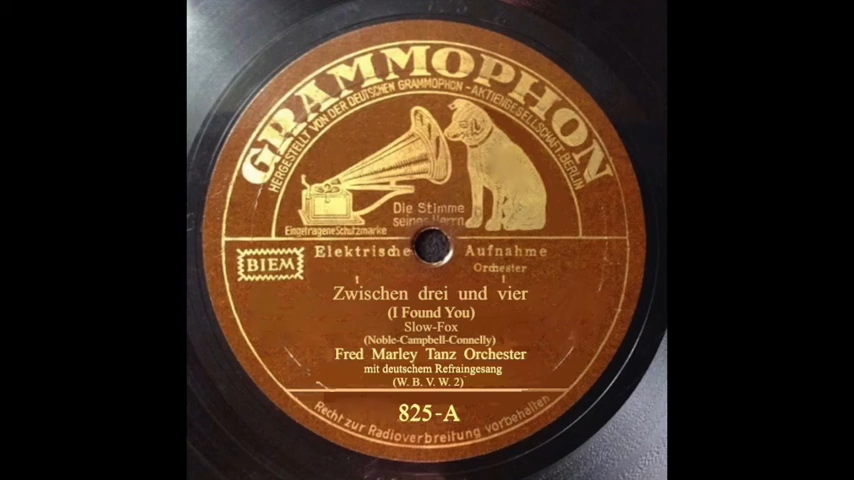 GRAMMOPHON
HERGESTELLT VON DER DEUTSCHEN GRAMMOPHON - AKTIENGESELLSCHAFT. BERLIN
Die Stimme
seines Herrn
Eingetragene Schutzmarke
BIEM
Elektrische Aufnahme
Orchester
Zwischen drei und vier
(I Found You)
Slow-Fox
(Noble-Campbell-Connelly)
Fred Marley Tanz Orchester
mit deutschem Refraingesang
(W. B. V. W. 2)
825-A
Recht zur Radioverbreitung vorbehalten